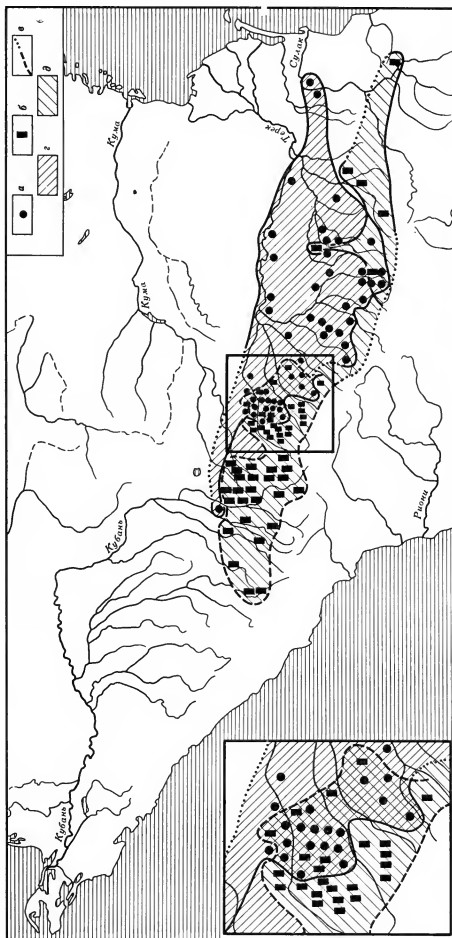 а
б
в
г
д
Кубань
Кубань
Кума
Кума
Терек
Сулак
Риони